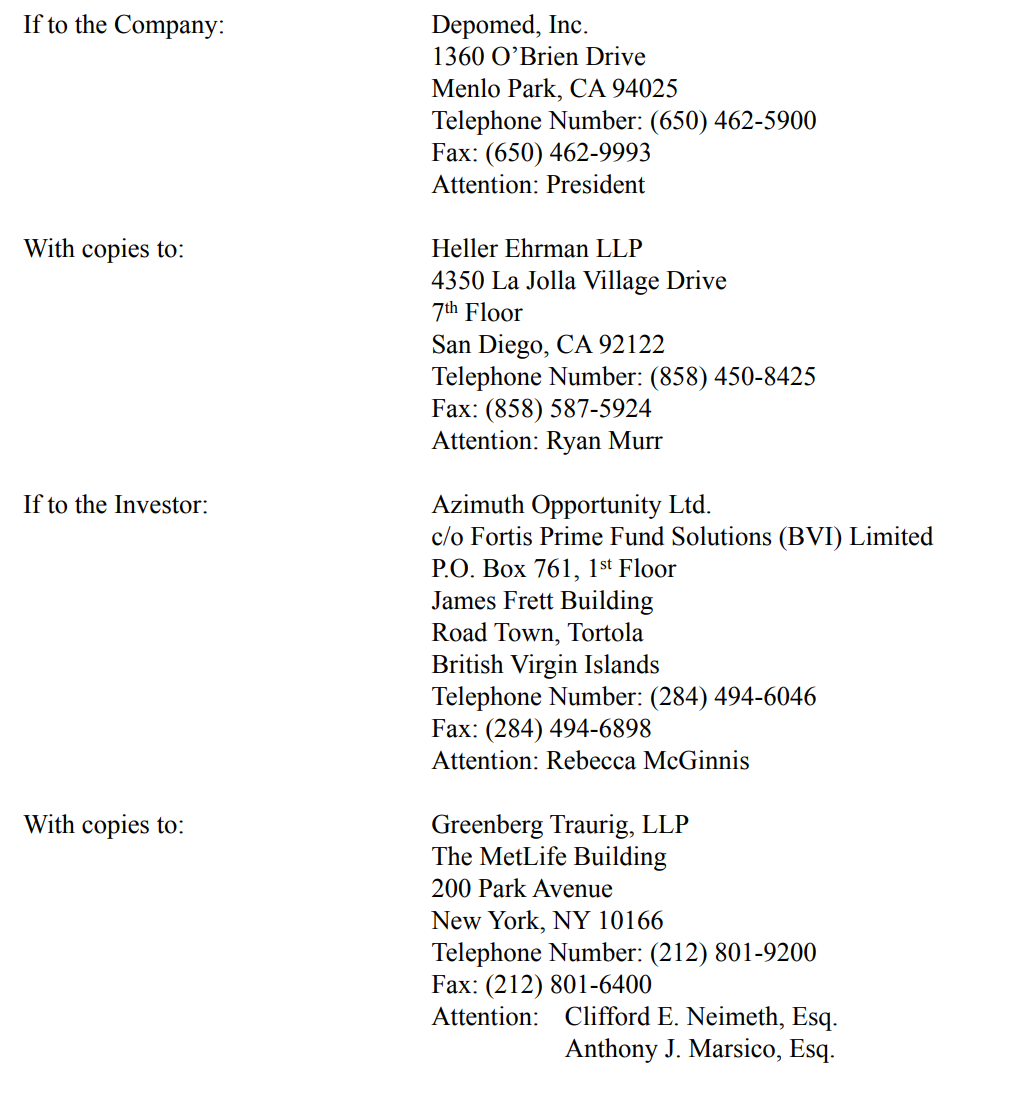 If to the Company:
Depomed, Inc.
1360 O’Brien Drive
Menlo Park, CA 94025
Telephone Number: (650) 462-5900
Fax: (650) 462-9993
Attention: President
With copies to:
Heller Ehrman LLP
4350 La Jolla Village Drive
7th Floor
San Diego, CA 92122
Telephone Number: (858) 450-8425
Fax: (858) 587-5924
Attention: Ryan Murr
If to the Investor:
Azimuth Opportunity Ltd.
c/o Fortis Prime Fund Solutions (BVI) Limited
P.O. Box 761, 1st Floor
James Frett Building
Road Town, Tortola
British Virgin Islands
Telephone Number: (284) 494-6046
Fax: (284) 494-6898
Attention: Rebecca McGinnis
With copies to:
Greenberg Traurig, LLP
The MetLife Building
200 Park Avenue
New York, NY 10166
Telephone Number: (212) 801-9200
Fax: (212) 801-6400
Attention: Clifford E. Neimeth, Esq.
Anthony J. Marsico, Esq.